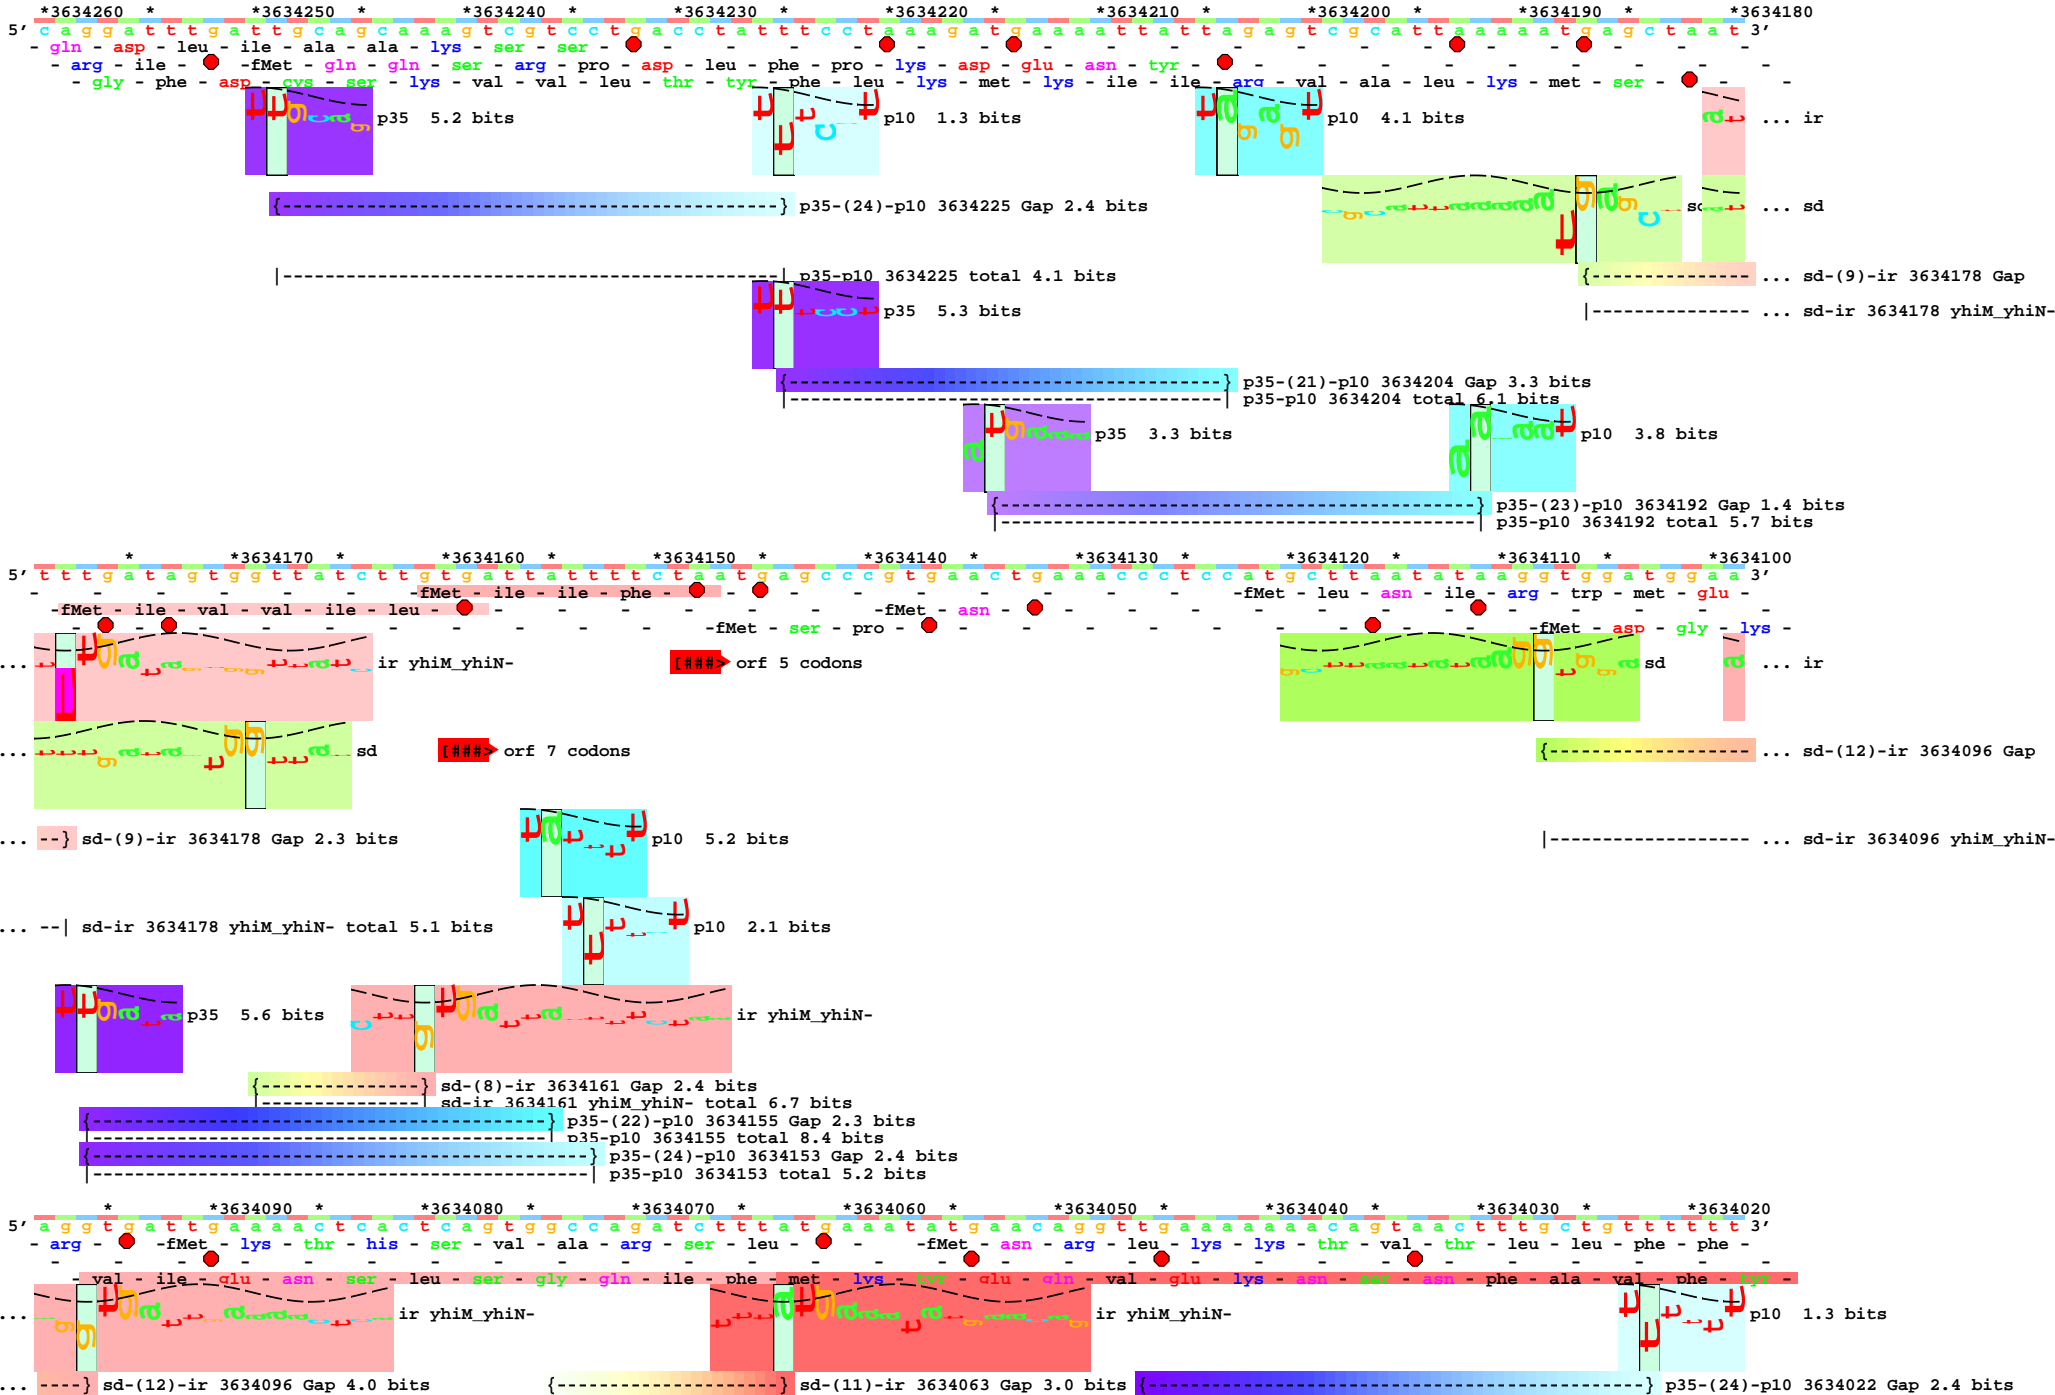 *3634260 * *3634250 * *3634240 * *3634230 * *3634220 * *3634210 * *3634200 * *3634190 * *3634180
5' c a g g a t t t g a t t g c a g c a a a g t c g t c c t g a c c t a t t t c c t a a a g a t g a a a a t t a t t a g a g t c g c a t t a a a a a t g a g c t a a t 3'
- gln - asp - leu - ile - ala - ala - lys - ser - ser -
- arg - ile - -fMet - gln - gln - ser - arg - pro - asp - leu - phe - pro - lys - asp - glu - asn - tyr -
- gly - phe - asp - cys - ser - lys - val - val - leu - thr - tyr - phe - leu - lys - met - lys - ile - ile - arg - val - ala - leu - lys - met - ser -
p35 5.2 bits
p10 1.3 bits
p10 4.1 bits
... ir
{------------------------} p35-(24)-p10 3634225 Gap 2.4 bits
sd
... sd
|------------------------| p35-p10 3634225 total 4.1 bits
{------------- ... sd-(9)-ir 3634178 Gap
p35 5.3 bits
|------------- ... sd-ir 3634178 yhiM_yhiN-
{---------------------} p35-(21)-p10 3634204 Gap 3.3 bits
|---------------------| p35-p10 3634204 total 6.1 bits
p35 3.3 bits
p10 3.8 bits
{-----------------------} p35-(23)-p10 3634192 Gap 1.4 bits
|-----------------------| p35-p10 3634192 total 5.7 bits
* *3634170 * *3634160 * *3634150 * *3634140 * *3634130 * *3634120 * *3634110 * *3634100
5' t t t g a t a g t g g t t a t c t t g t g a t t a t t t t c t a a t g a g c c c g t g a a c t g a a a c c c t c c a t g c t t a a t a t a a g g t g g a t g g a a 3'
-fMet - ile - ile - phe - -fMet - leu - asn - ile - arg - trp - met - glu -
-fMet - ile - val - val - ile - leu - -fMet - asn -
-fMet - ser - pro - -fMet - asp - gly - lys -
... ir yhiM_yhiN-
[###> orf 5 codons
sd
... ir
... sd
[###> orf 7 codons
{------------- ... sd-(12)-ir 3634096 Gap
... --} sd-(9)-ir 3634178 Gap 2.3 bits
p10 5.2 bits
|------------- ... sd-ir 3634096 yhiM_yhiN-
... --| sd-ir 3634178 yhiM_yhiN- total 5.1 bits
p10 2.1 bits
p35 5.6 bits
ir yhiM_yhiN-
{---------------} sd-(8)-ir 3634161 Gap 2.4 bits
|---------------| sd-ir 3634161 yhiM_yhiN- total 6.7 bits
{----------------------} p35-(22)-p10 3634155 Gap 2.3 bits
|----------------------| p35-p10 3634155 total 8.4 bits
{------------------------} p35-(24)-p10 3634153 Gap 2.4 bits
|------------------------| p35-p10 3634153 total 5.2 bits
* *3634090 * *3634080 * *3634070 * *3634060 * *3634050 * *3634040 * *3634030 * *3634020
5' a g g t g a t t g a a a a c t c a c t c a g t g g c c a g a t c t t t a t g a a a t a t g a a c a g g t t g a a a a a a a c a g t a a c t t t g c t g t t t t t t 3'
- arg - -fMet - lys - thr - his - ser - val - ala - arg - ser - leu - -fMet - asn - arg - leu - lys - lys - thr - val - thr - leu - leu - phe - phe -
- val - ile - glu - asn - ser - leu - ser - gly - gln - ile - phe - met - lys - tyr - glu - gln - val - glu - lys - asn - ser - asn - phe - ala - val - phe - tyr -
... ir yhiM_yhiN-
ir yhiM_yhiN-
p10 1.3 bits
... ----} sd-(12)-ir 3634096 Gap 4.0 bits
{---------------------} sd-(11)-ir 3634063 Gap 3.0 bits
{------------------------} p35-(24)-p10 3634022 Gap 2.4 bits